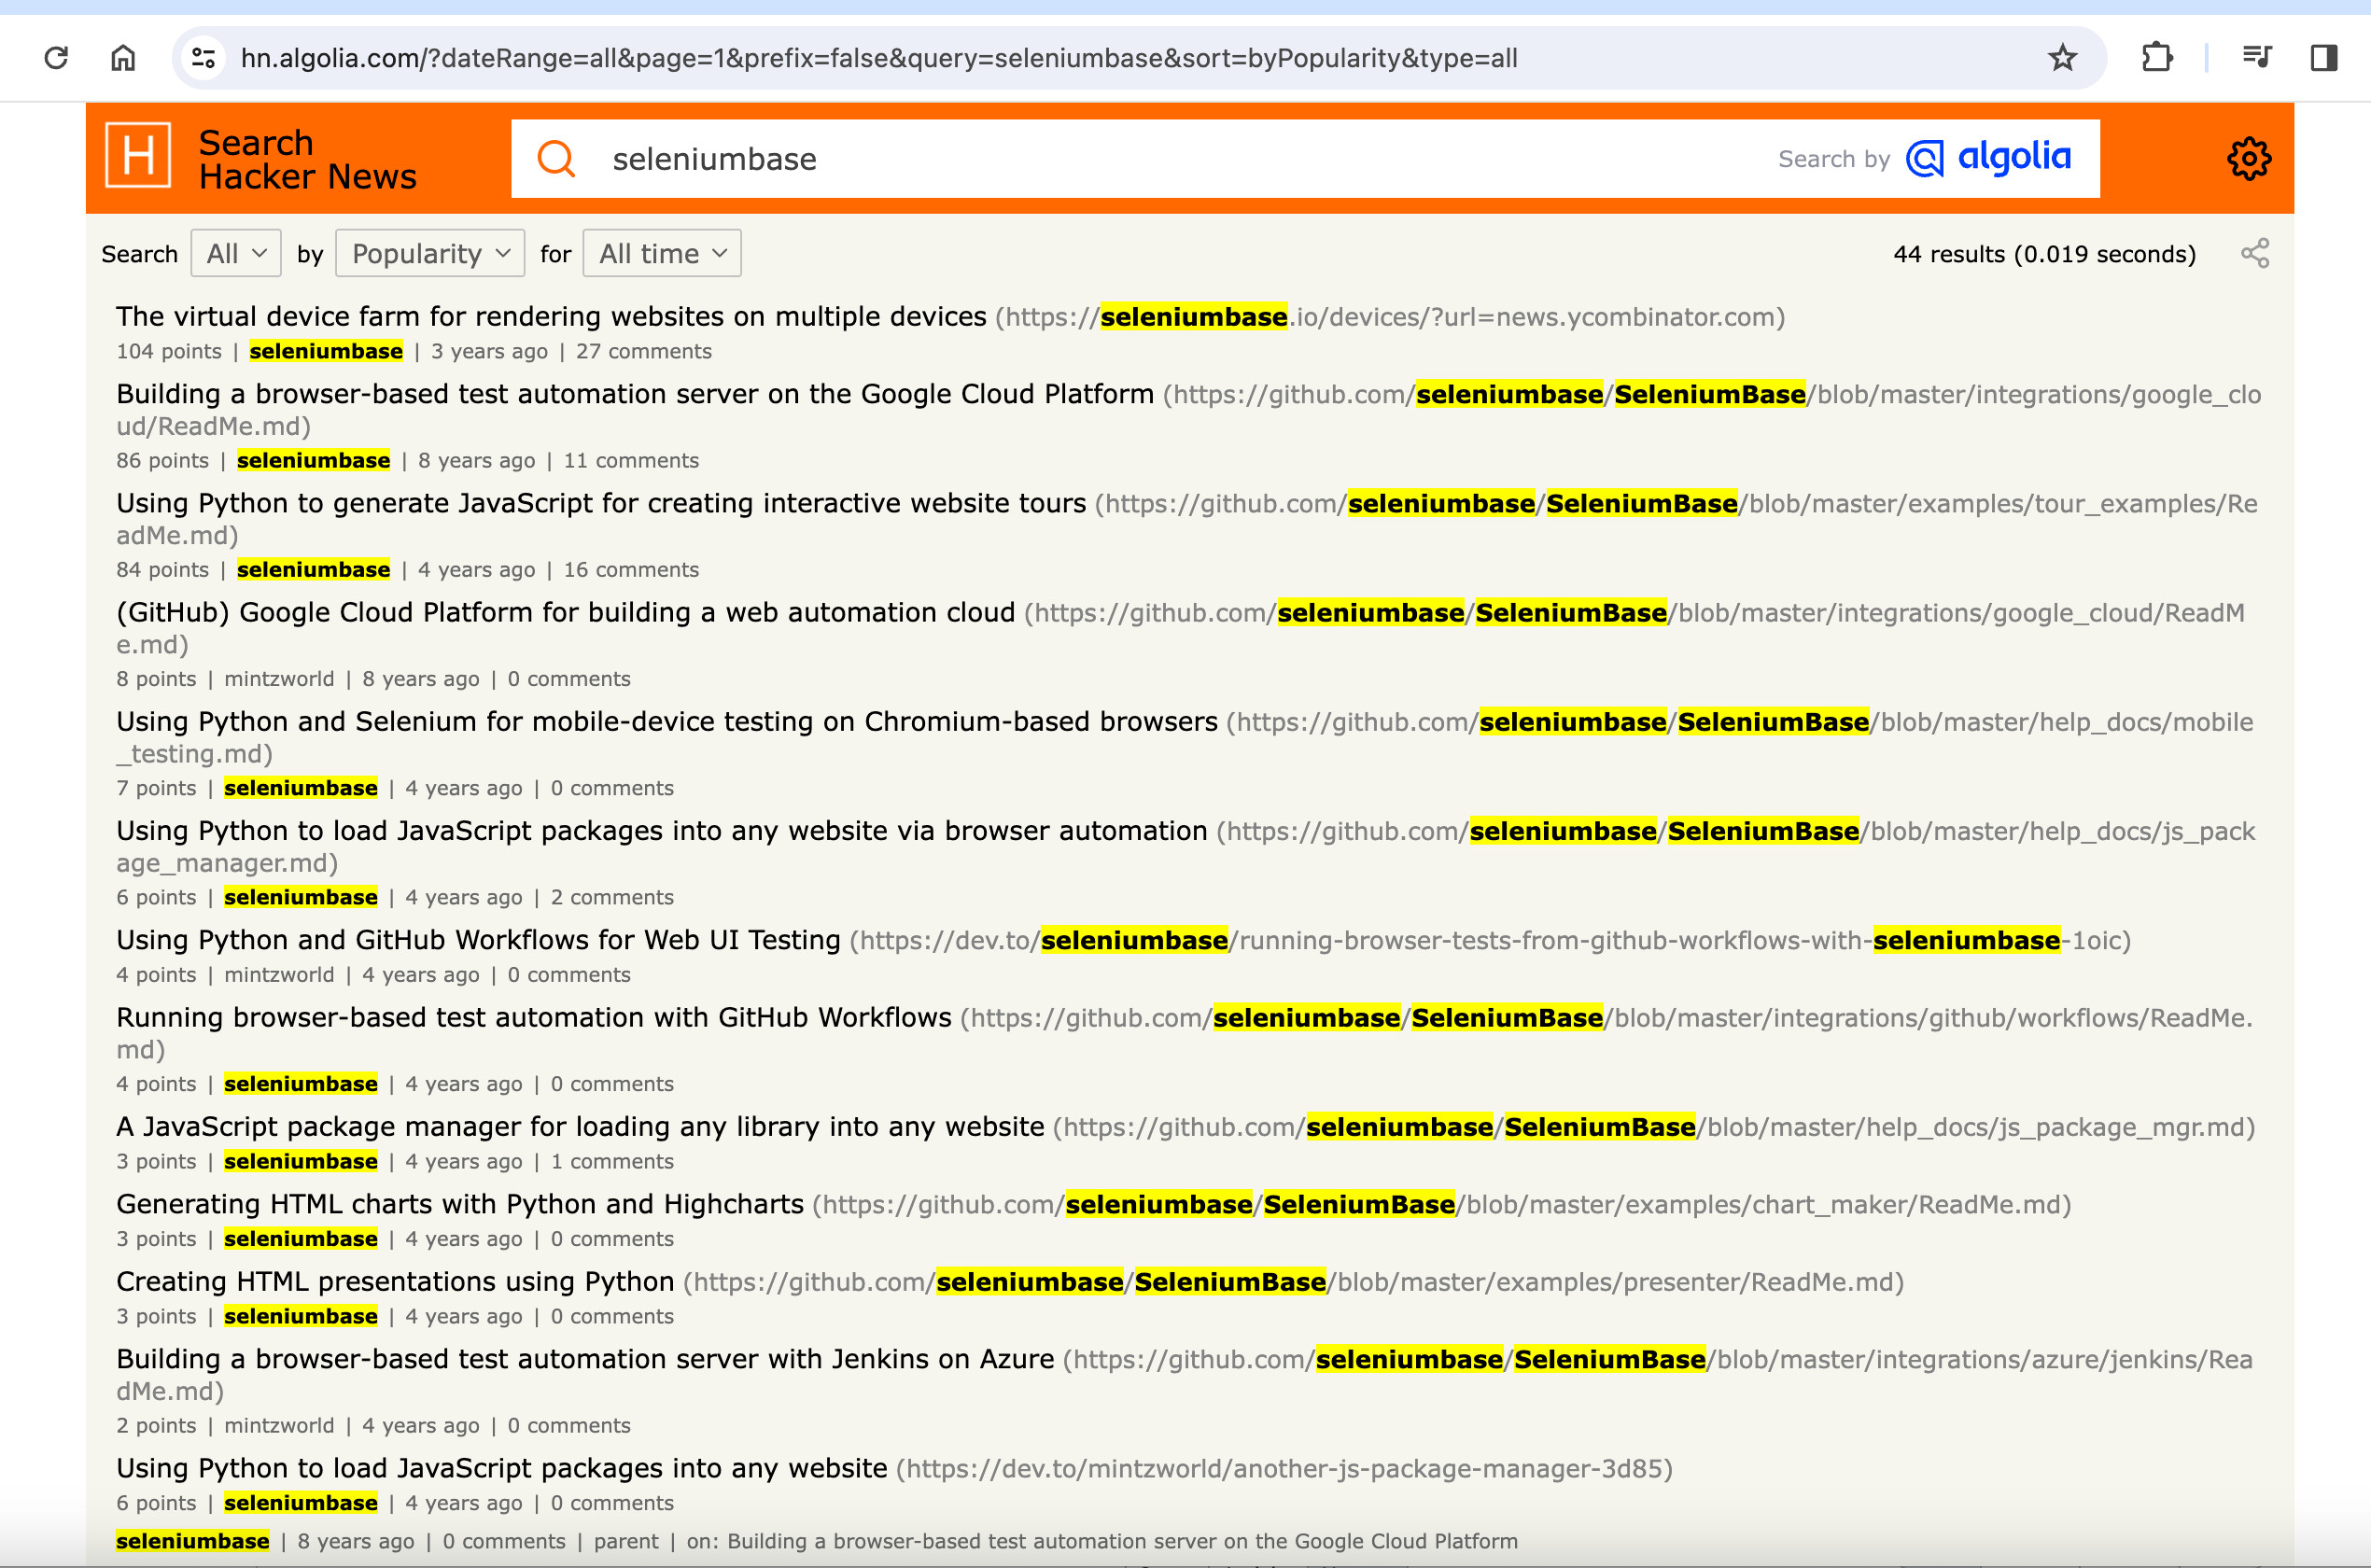 hn.algolia.com/?dateRange=all&page=1&prefix=false&query=seleniumbase&sort=byPopularity&type=all
H
Search
Hacker News
seleniumbase
Search by algolia
Search All by Popularity for All time
44 results (0.019 seconds)
The virtual device farm for rendering websites on multiple devices (https://seleniumbase.io/devices/?url=news.ycombinator.com)
104 points | seleniumbase | 3 years ago | 27 comments
Building a browser-based test automation server on the Google Cloud Platform (https://github.com/seleniumbase/SeleniumBase/blob/master/integrations/google_clo
ud/ReadMe.md)
86 points | seleniumbase | 8 years ago | 11 comments
Using Python to generate JavaScript for creating interactive website tours (https://github.com/seleniumbase/SeleniumBase/blob/master/examples/tour_examples/Re
adMe.md)
84 points | seleniumbase | 4 years ago | 16 comments
(GitHub) Google Cloud Platform for building a web automation cloud (https://github.com/seleniumbase/SeleniumBase/blob/master/integrations/google_cloud/ReadM
e.md)
8 points | mintzworld | 8 years ago | 0 comments
Using Python and Selenium for mobile-device testing on Chromium-based browsers (https://github.com/seleniumbase/SeleniumBase/blob/master/help_docs/mobile
_testing.md)
7 points | seleniumbase | 4 years ago | 0 comments
Using Python to load JavaScript packages into any website via browser automation (https://github.com/seleniumbase/SeleniumBase/blob/master/help_docs/js_pack
age_manager.md)
6 points | seleniumbase | 4 years ago | 2 comments
Using Python and GitHub Workflows for Web UI Testing (https://dev.to/seleniumbase/running-browser-tests-from-github-workflows-with-seleniumbase-1oic)
4 points | mintzworld | 4 years ago | 0 comments
Running browser-based test automation with GitHub Workflows (https://github.com/seleniumbase/SeleniumBase/blob/master/integrations/github/workflows/ReadMe.
md)
4 points | seleniumbase | 4 years ago | 0 comments
A JavaScript package manager for loading any library into any website (https://github.com/seleniumbase/SeleniumBase/blob/master/help_docs/js_package_mgr.md)
3 points | seleniumbase | 4 years ago | 1 comments
Generating HTML charts with Python and Highcharts (https://github.com/seleniumbase/SeleniumBase/blob/master/examples/chart_maker/ReadMe.md)
3 points | seleniumbase | 4 years ago | 0 comments
Creating HTML presentations using Python (https://github.com/seleniumbase/SeleniumBase/blob/master/examples/presenter/ReadMe.md)
3 points | seleniumbase | 4 years ago | 0 comments
Building a browser-based test automation server with Jenkins on Azure (https://github.com/seleniumbase/SeleniumBase/blob/master/integrations/azure/jenkins/Rea
dMe.md)
2 points | mintzworld | 4 years ago | 0 comments
Using Python to load JavaScript packages into any website (https://dev.to/mintzworld/another-js-package-manager-3d85)
6 points | seleniumbase | 4 years ago | 0 comments
seleniumbase | 8 years ago | 0 comments | parent | on: Building a browser-based test automation server on the Google Cloud Platform